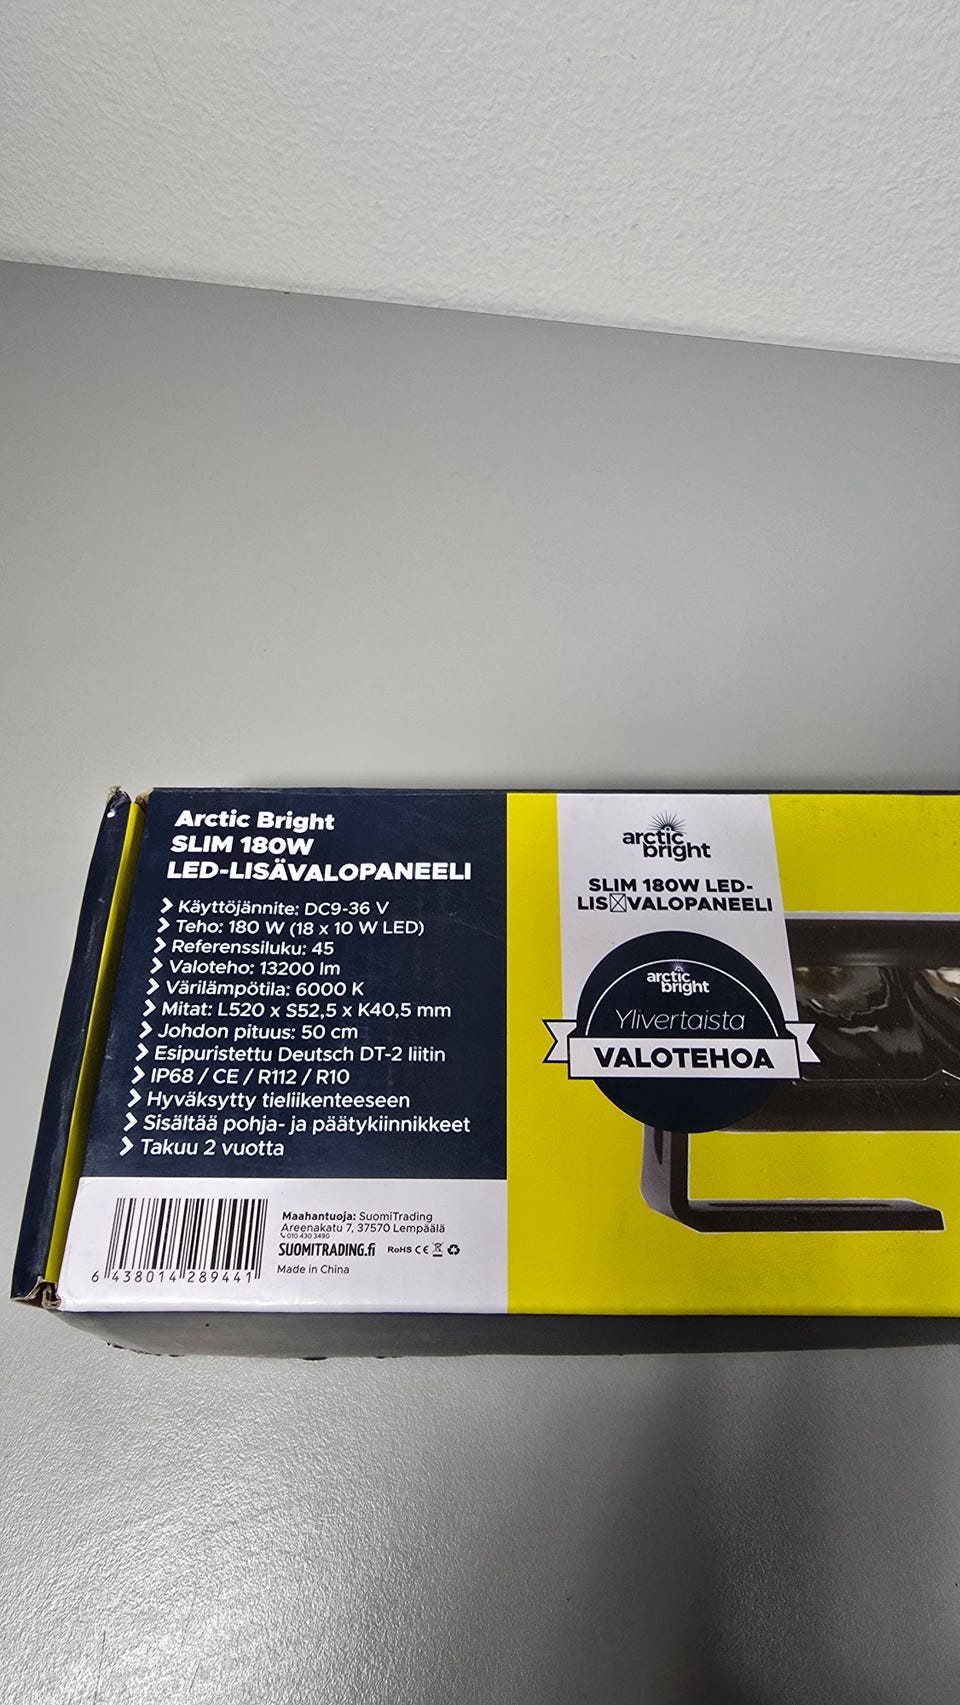 Arctic Bright
SLIM 180W
LED-LISÄVALOPANEELI
Käyttöjännite: DC9-36 V
Teho: 180 W (18 x 10 W LED)
Referenssiluku: 45
Valoteho: 13200 lm
Värilämpötila: 6000 K
Mitat: L520 x S52,5 x K40,5 mm
Johdon pituus: 50 cm
Esipuristettu Deutsch DT-2 liitin
IP68 / CE / R112 / R10
Hyväksytty tieliikenteeseen
Sisältää pohja- ja päätykiinnikkeet
Takuu 2 vuotta
6 438014 289441
Maahantuoja: SuomiTrading
Areenakatu 7, 37570 Lempäälä
010 430 3490
SUOMITRADING.fi RoHS CE
Made in China
arctic
bright
SLIM 180W LED-
LIS☒VALOPANEELI
arctic
bright
Ylivertaista
VALOTEHOA